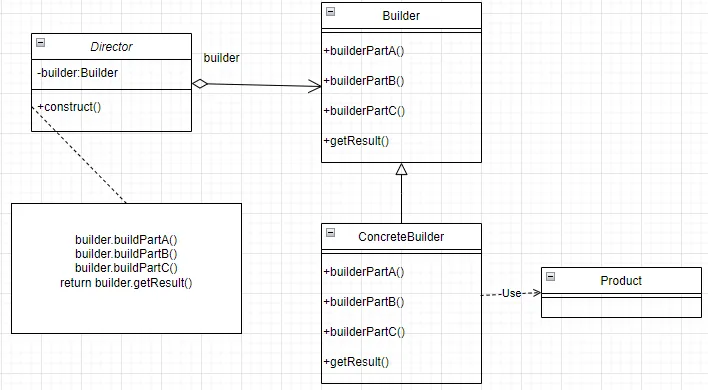 Director
-builder:Builder
+construct()
builder
Builder
+builderPartA()
+builderPartB()
+builderPartC()
+getResult()
builder.buildPartA()
builder.buildPartB()
builder.buildPartC()
return builder.getResult()
ConcreteBuilder
+builderPartA()
+builderPartB()
+builderPartC()
+getResult()
Use
Product